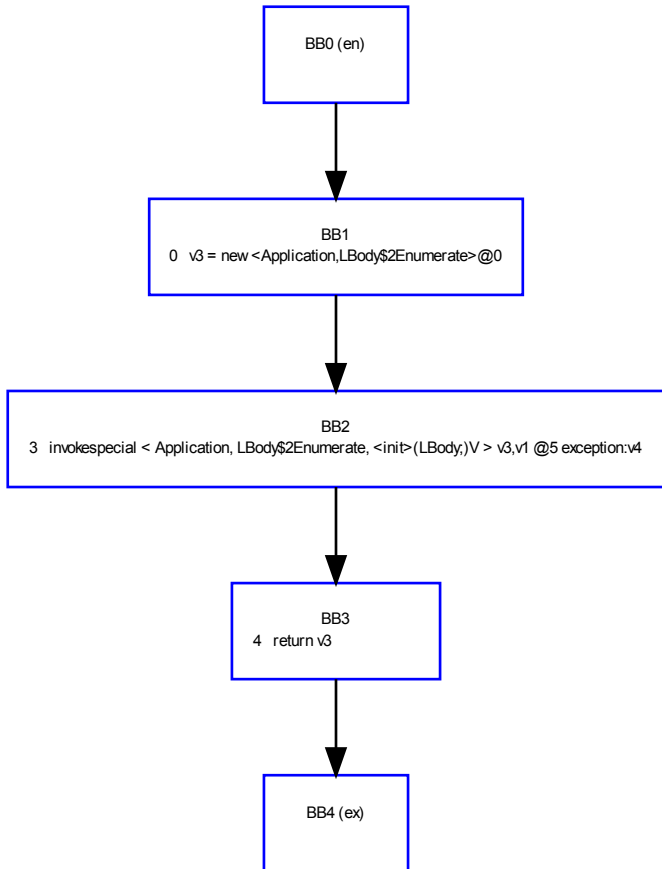 BB0 (en)
BB1
0 v3 = new <Application,LBody$2Enumerate>@0
BB2
3 invokespecial < Application, LBody$2Enumerate, <init>(LBody;)V > v3,v1 @5 exception:v4
BB3
4 return v3
BB4 (ex)